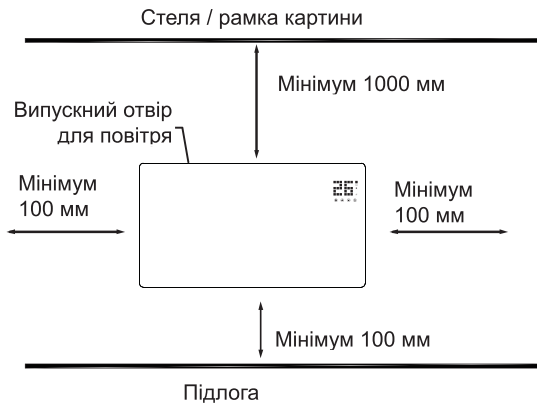 Стеля / рамка картини
Мінімум 1000 мм
Випускний отвір
для повітря
26°
Мінімум
100 мм
Мінімум
100 мм
Мінімум 100 мм
Підлога